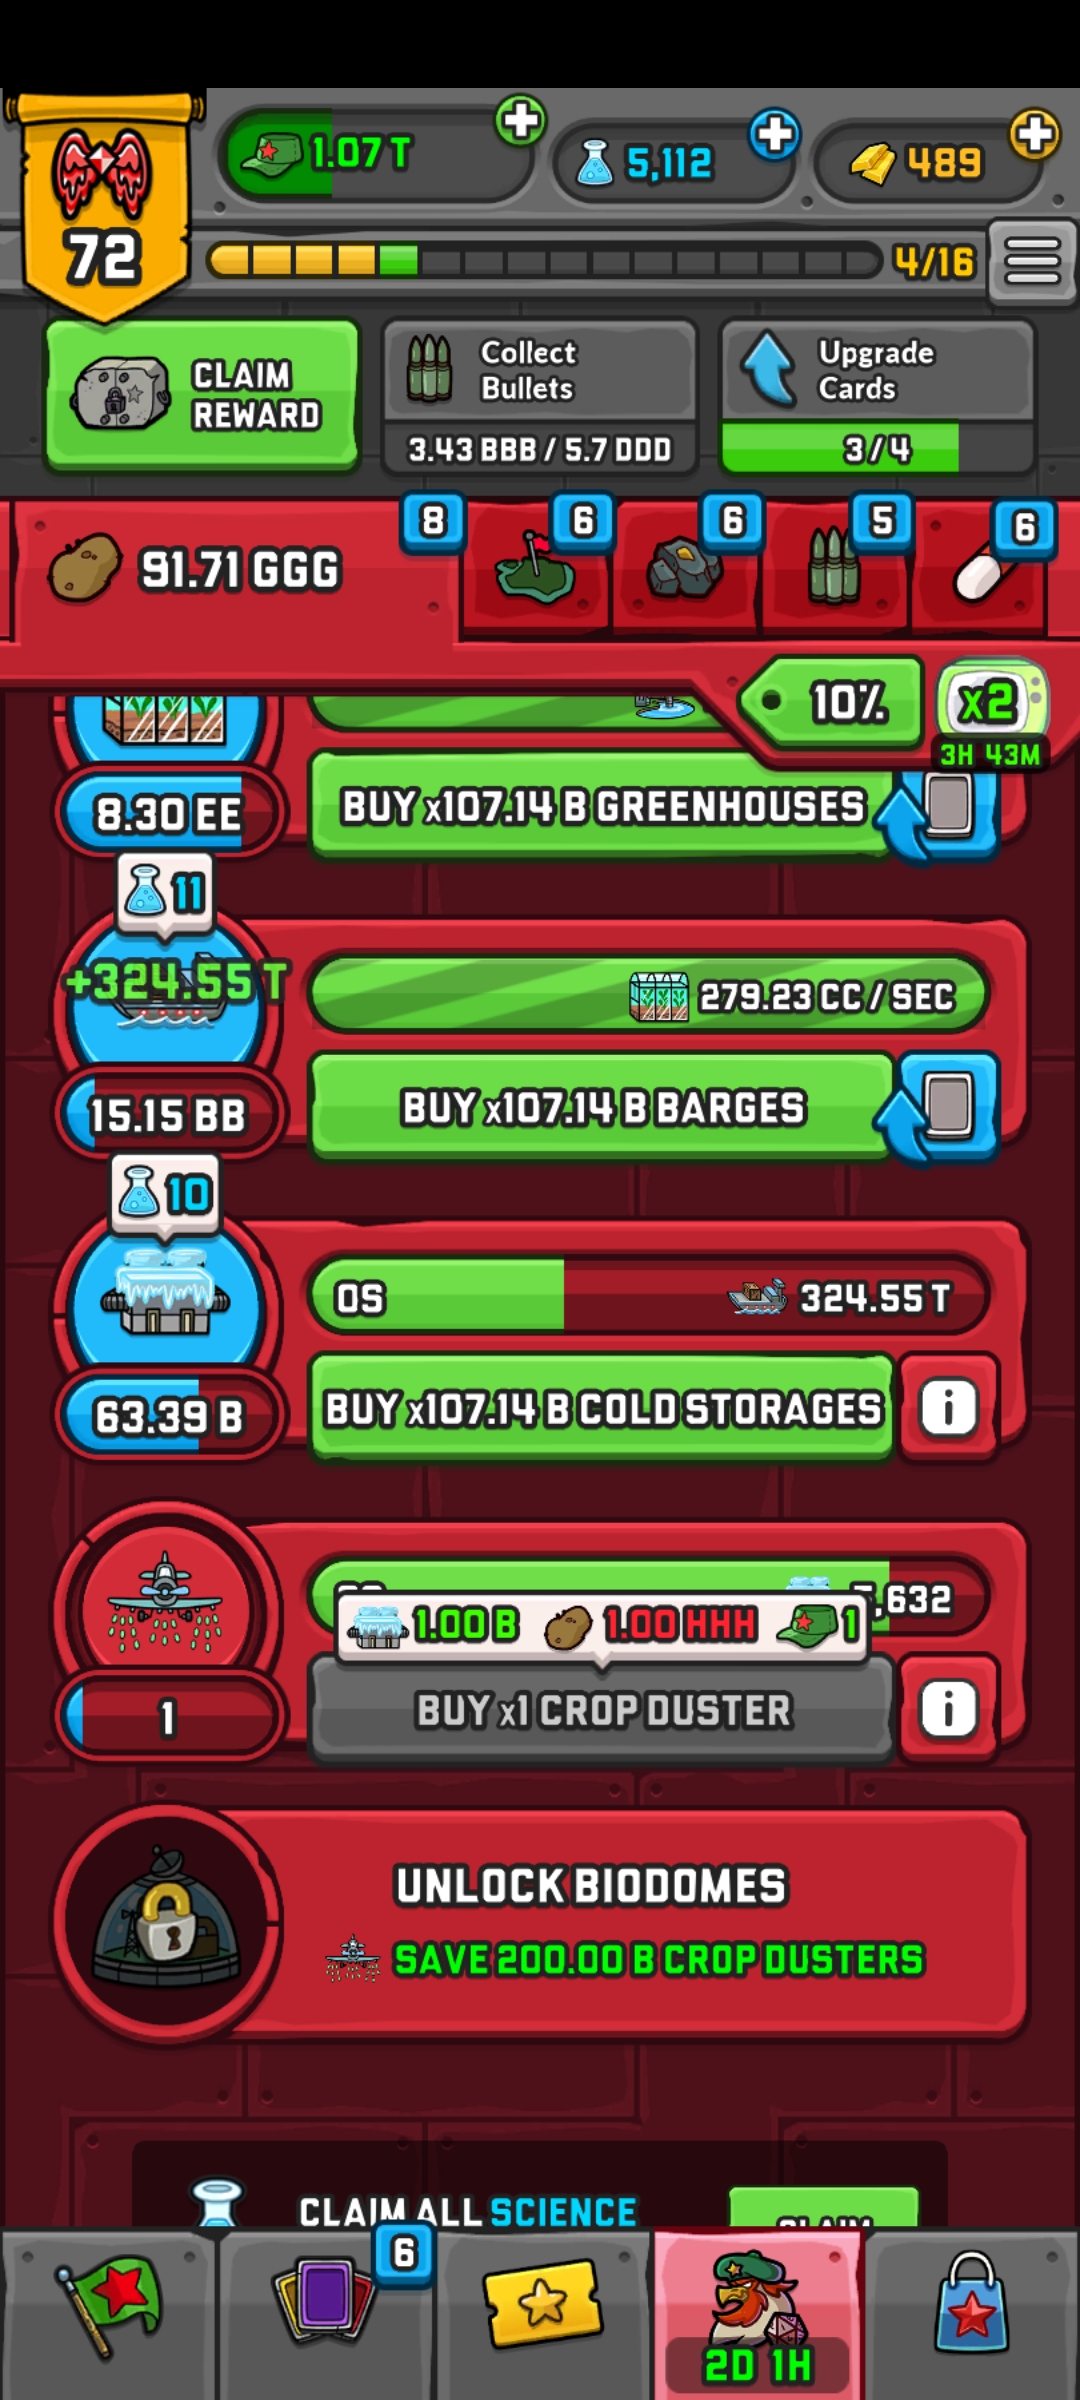 1.07 T
5,112
489
72
4/16
CLAIM
REWARD
Collect
Bullets
3.43 BBB / 5.7 DDD
Upgrade
Cards
3/4
91.71 GGG
8
6
6
5
6
10%
x2
3H 43M
8.30 EE
BUY x107.14 B GREENHOUSES
11
+324.55 T
279.23 CC / SEC
15.15 BB
BUY x107.14 B BARGES
10
0S
324.55 T
63.39 B
BUY x107.14 B COLD STORAGES
i
,632
1.00 B
1.00 HHH
1
1
BUY x1 CROP DUSTER
i
UNLOCK BIODOMES
SAVE 200.00 B CROP DUSTERS
CLAIM ALL SCIENCE
CLAIM
6
2D 1H